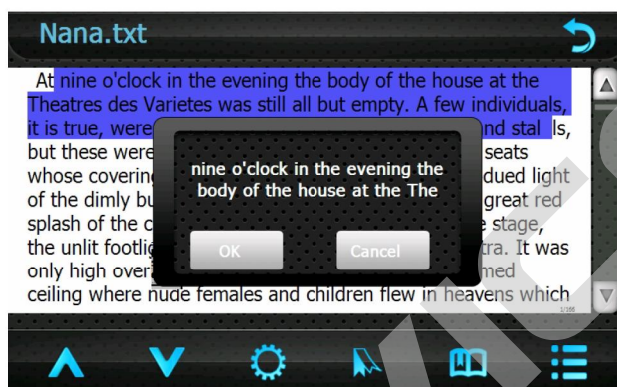 Nana.txt
At nine o'clock in the evening the body of the house at the
Theatres des Varietes was still all but empty. A few individuals,
it is true, were nd stal ls,
but these were seats
whose covering dued light
of the dimly bu great red
splash of the c e stage,
the unlit footlig tra. It was
only high over med
ceiling where nude females and children flew in heavens which
1/166
nine o'clock in the evening the
body of the house at the The
OK
Cancel